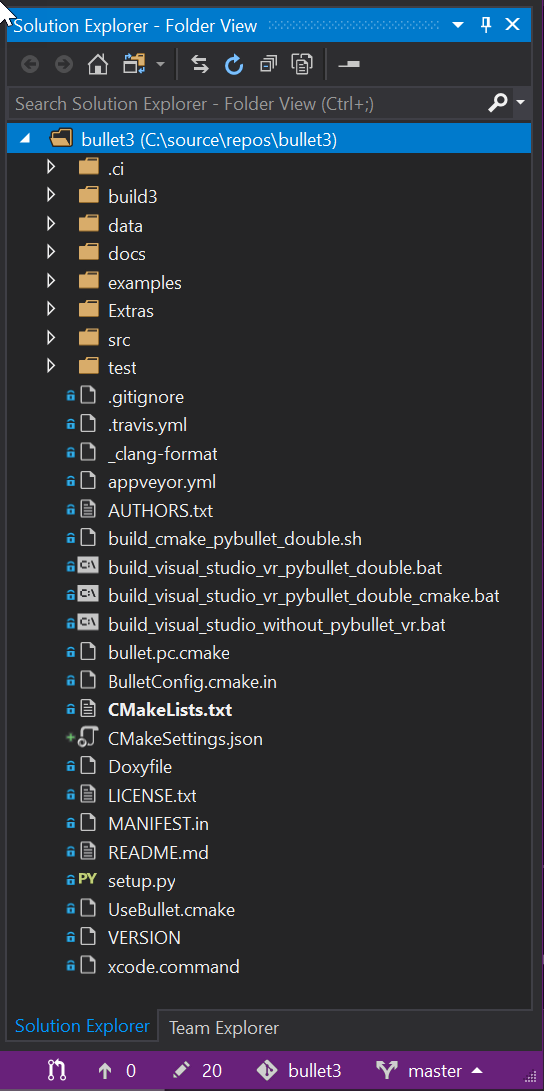 Solution Explorer - Folder View
Search Solution Explorer - Folder View (Ctrl+;)
bullet3 (C:\source\repos\bullet3)
.ci
build3
data
docs
examples
Extras
src
test
.gitignore
.travis.yml
_clang-format
appveyor.yml
AUTHORS.txt
build_cmake_pybullet_double.sh
C:\ build_visual_studio_vr_pybullet_double.bat
C:\ build_visual_studio_vr_pybullet_double_cmake.bat
C:\ build_visual_studio_without_pybullet_vr.bat
bullet.pc.cmake
BulletConfig.cmake.in
CMakeLists.txt
CMakeSettings.json
Doxyfile
LICENSE.txt
MANIFEST.in
README.md
PY setup.py
UseBullet.cmake
VERSION
xcode.command
Solution Explorer Team Explorer
0 20 bullet3 master